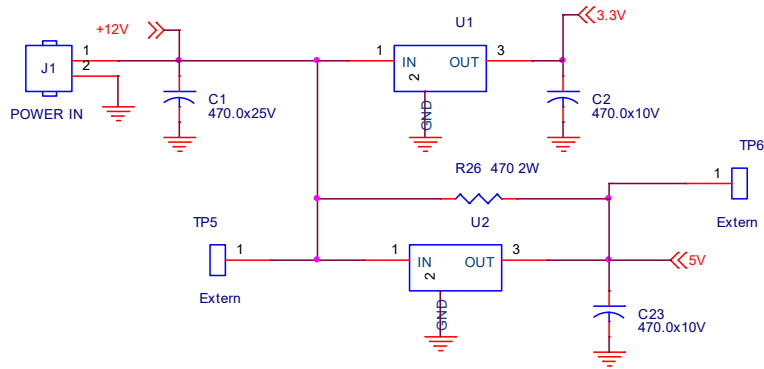 +12V
U1
3.3V
1
2
J1
POWER IN
C1
470.0x25V
1
IN
OUT
3
2
GND
C2
470.0x10V
TP6
1
Extern
R26 470 2W
U2
TP5
1
Extern
1
IN
OUT
3
2
GND
5V
C23
470.0x10V